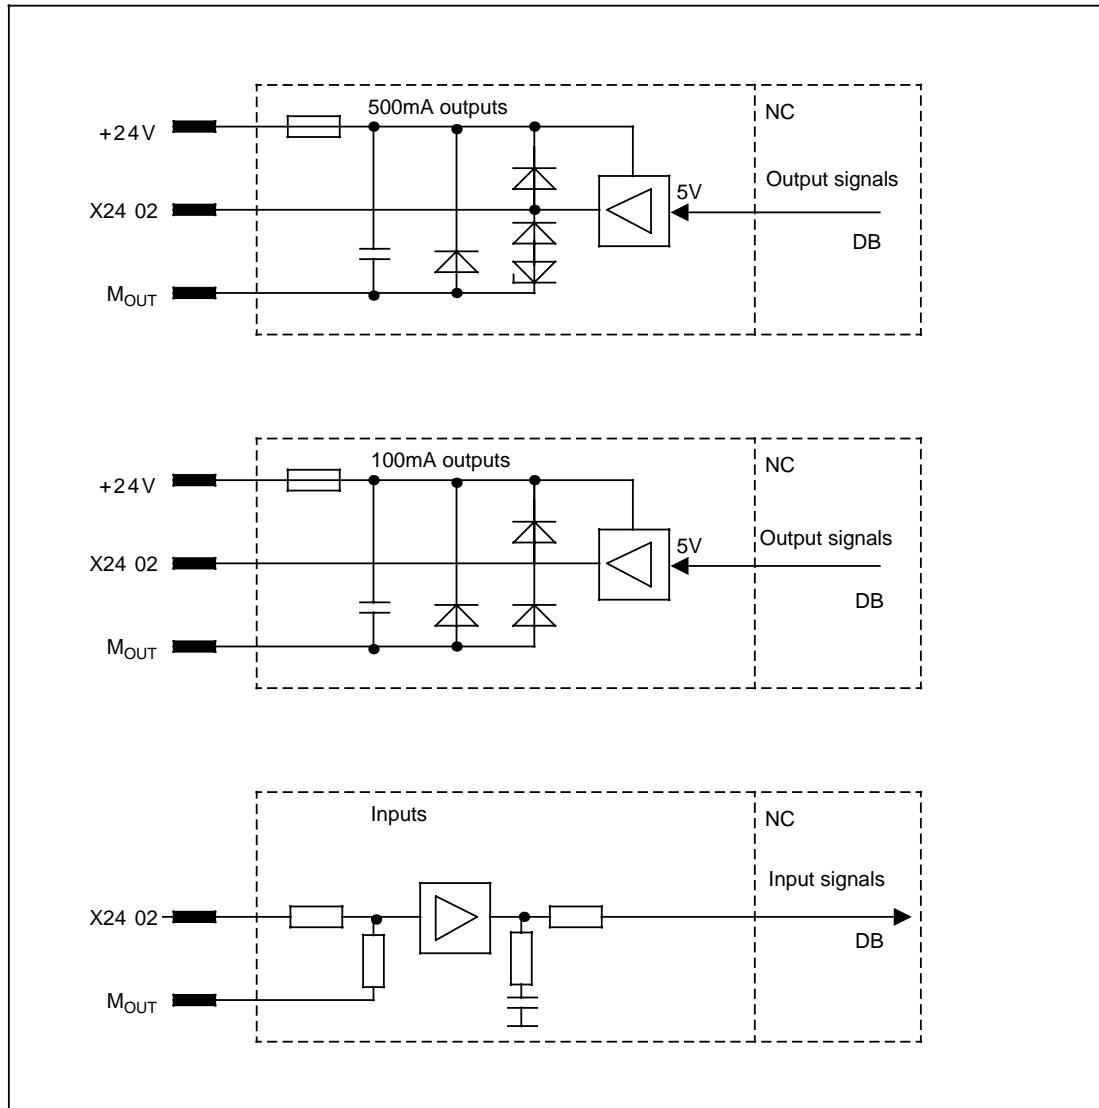 500mA outputs
NC
+24V
Output signals
5V
X24 02
DB
MOUT
100mA outputs
NC
+24V
Output signals
5V
X24 02
DB
MOUT
Inputs
NC
Input signals
X24 02
DB
MOUT